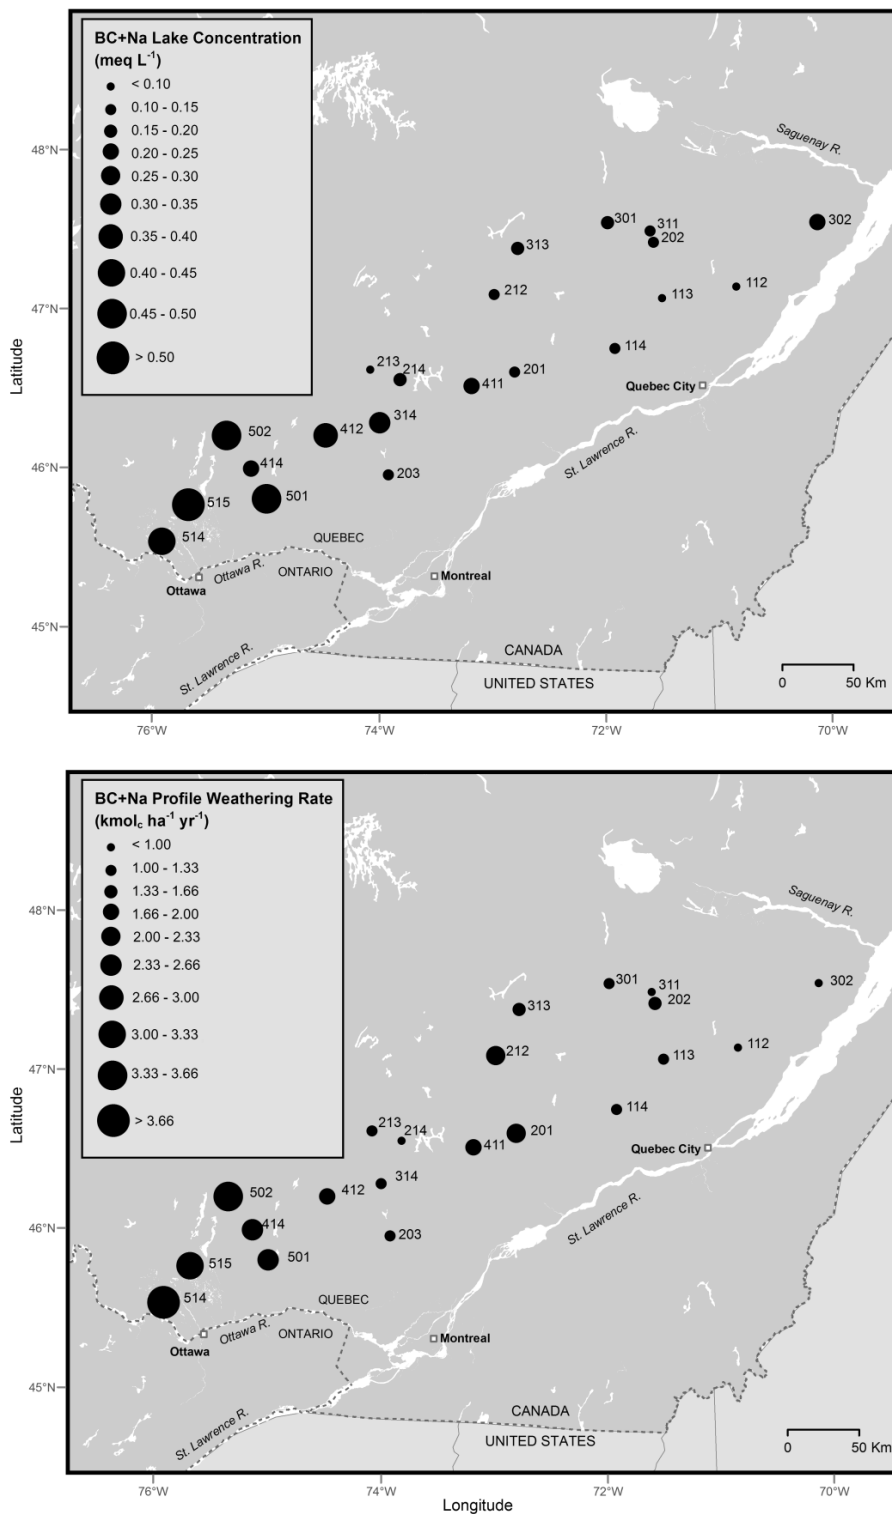 BC+Na Lake Concentration
(meq L⁻¹)
< 0.10
0.10 - 0.15
0.15 - 0.20
0.20 - 0.25
0.25 - 0.30
0.30 - 0.35
0.35 - 0.40
0.40 - 0.45
0.45 - 0.50
> 0.50
48°N
47°N
46°N
45°N
Latitude
Saguenay R.
301
311
202
302
313
212
113
112
114
213
214
411
201
Quebec City
502
412
314
414
203
St. Lawrence R.
515
501
514
QUEBEC
Ottawa R.
ONTARIO
Ottawa
Montreal
St. Lawrence R.
CANADA
UNITED STATES
0 50 Km
76°W 74°W 72°W 70°W
BC+Na Profile Weathering Rate
(kmol꜀ ha⁻¹ yr⁻¹)
< 1.00
1.00 - 1.33
1.33 - 1.66
1.66 - 2.00
2.00 - 2.33
2.33 - 2.66
2.66 - 3.00
3.00 - 3.33
3.33 - 3.66
> 3.66
48°N
47°N
46°N
45°N
Latitude
Saguenay R.
301
311
202
302
313
212
113
112
114
213
214
411
201
Quebec City
502
412
314
414
203
St. Lawrence R.
515
501
514
QUEBEC
Ottawa R.
ONTARIO
Ottawa
Montreal
St. Lawrence R.
CANADA
UNITED STATES
0 50 Km
76°W 74°W 72°W 70°W
Longitude